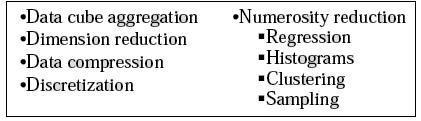 •Data cube aggregation
•Dimension reduction
•Data compression
•Discretization
•Numerosity reduction
▪Regression
▪Histograms
▪Clustering
▪Sampling